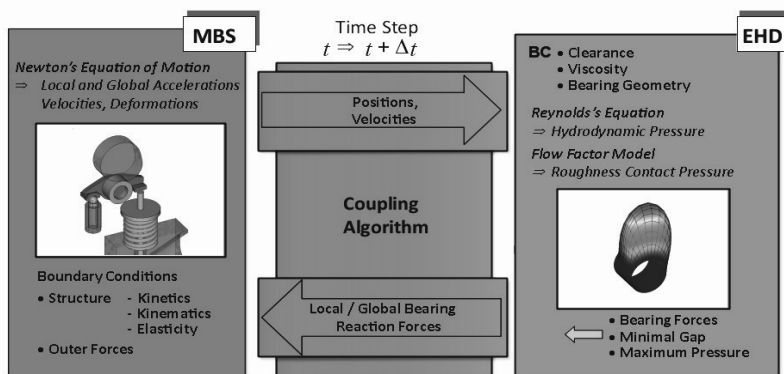 MBS
Newton's Equation of Motion
⇒ Local and Global Accelerations
Velocities, Deformations
Boundary Conditions
• Structure - Kinetics
- Kinematics
- Elasticity
• Outer Forces
Time Step
t ⇒ t + Δt
Positions,
Velocities
Coupling
Algorithm
Local / Global Bearing
Reaction Forces
EHD
BC • Clearance
• Viscosity
• Bearing Geometry
Reynolds's Equation
⇒ Hydrodynamic Pressure
Flow Factor Model
⇒ Roughness Contact Pressure
• Bearing Forces
• Minimal Gap
• Maximum Pressure